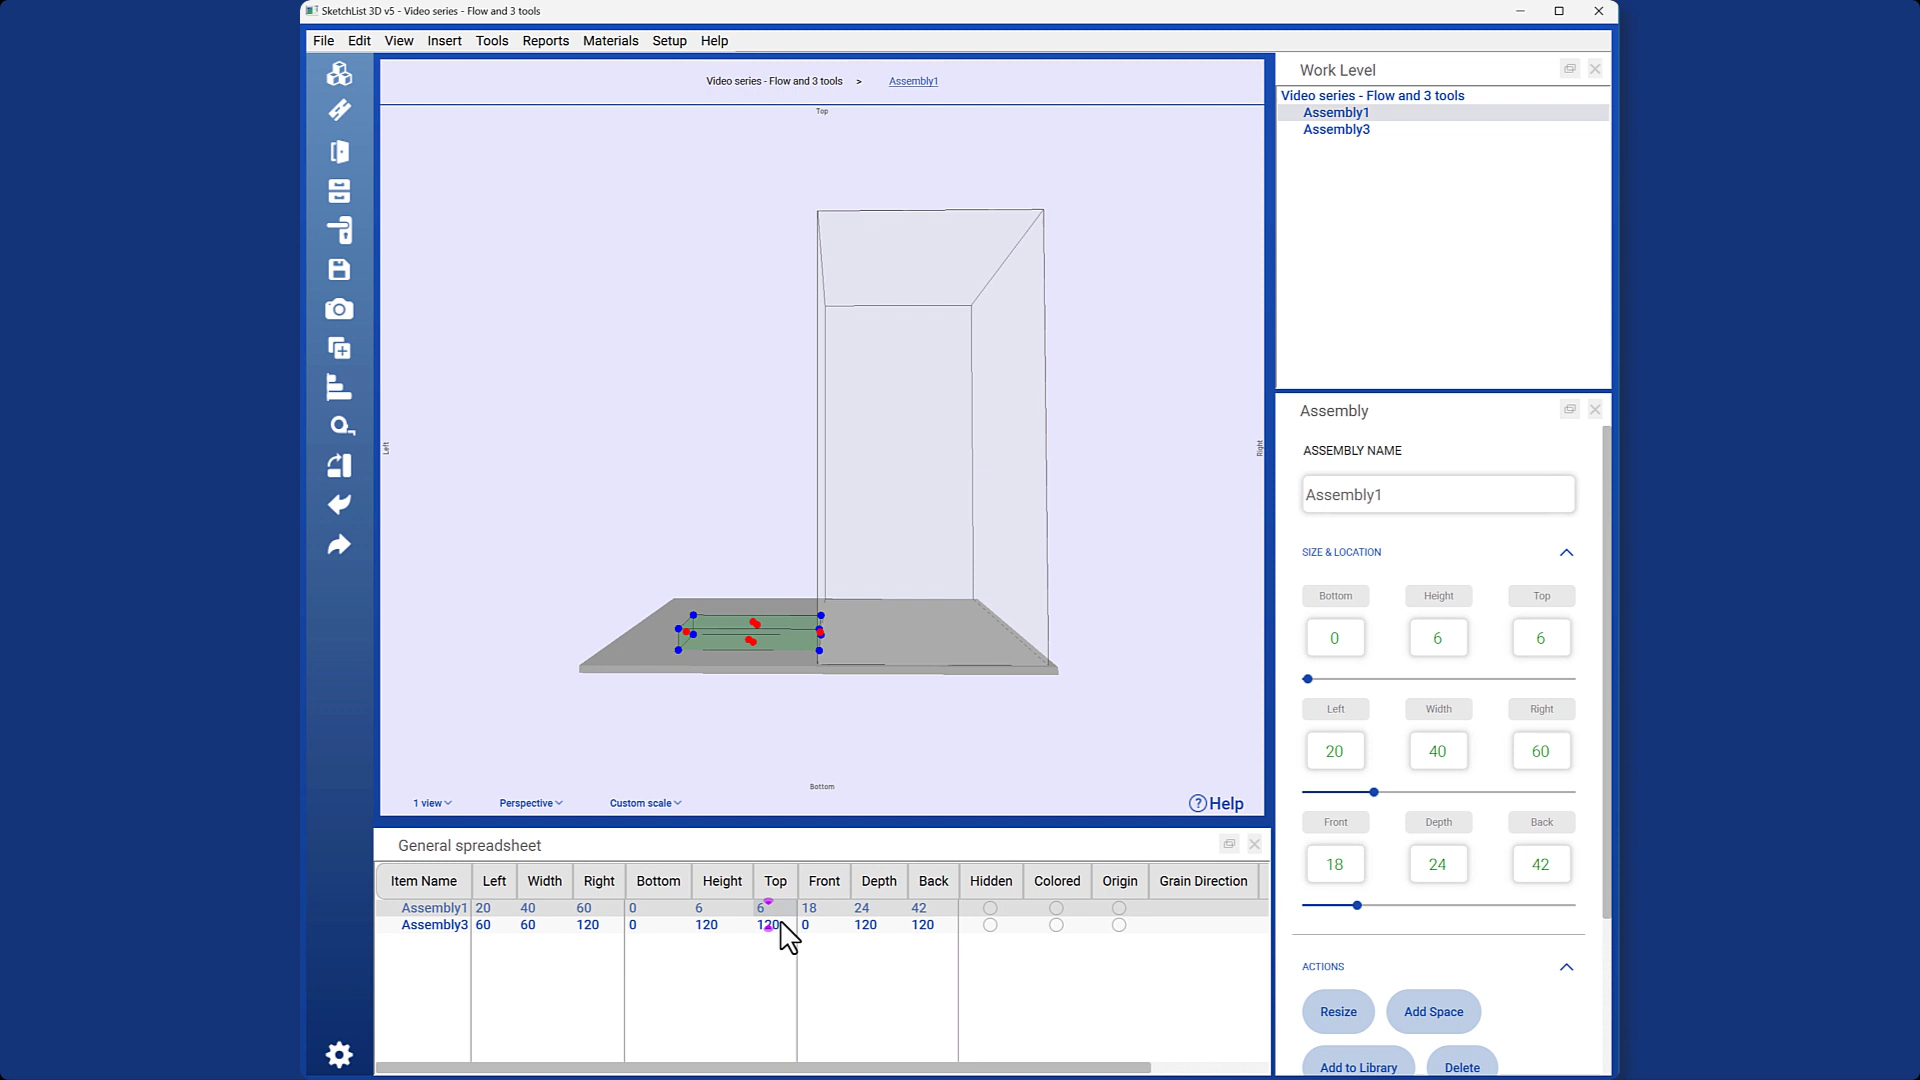 SketchList 3D v5 - Video series - Flow and 3 tools
File Edit View Insert Tools Reports Materials Setup Help
Video series - Flow and 3 tools > Assembly1
Top
Left
Right
Bottom
1 view Perspective Custom scale ? Help
Work Level
Video series - Flow and 3 tools
Assembly1
Assembly3
Assembly
ASSEMBLY NAME
Assembly1
SIZE & LOCATION
Bottom Height Top
0 6 6
Left Width Right
20 40 60
Front Depth Back
18 24 42
ACTIONS
Resize Add Space
Add to Library Delete
General spreadsheet
Item Name Left Width Right Bottom Height Top Front Depth Back Hidden Colored Origin Grain Direction
Assembly1 20 40 60 0 6 6 18 24 42
Assembly3 60 60 120 0 120 120 0 120 120